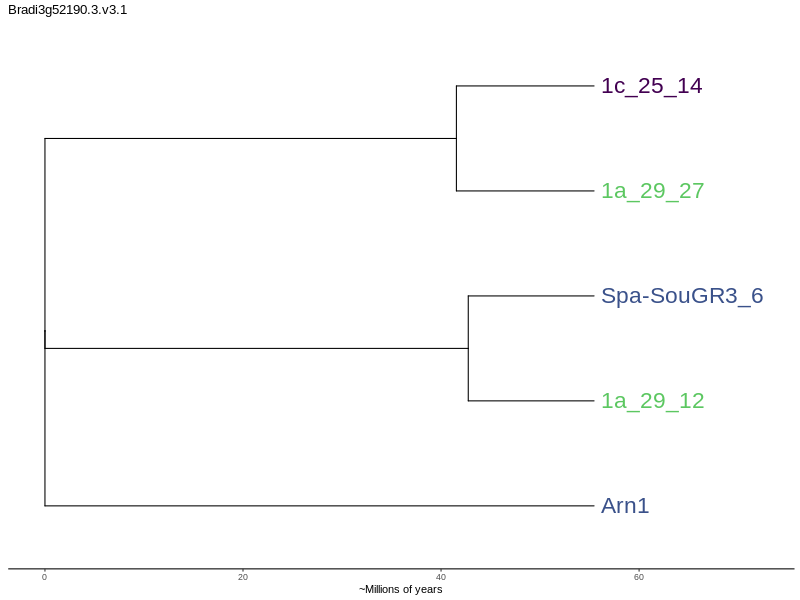 Bradi3g52190.3.v3.1
1c_25_14
1a_29_27
Spa-SouGR3_6
1a_29_12
Arn1
0 20 40 60
~Millions of years